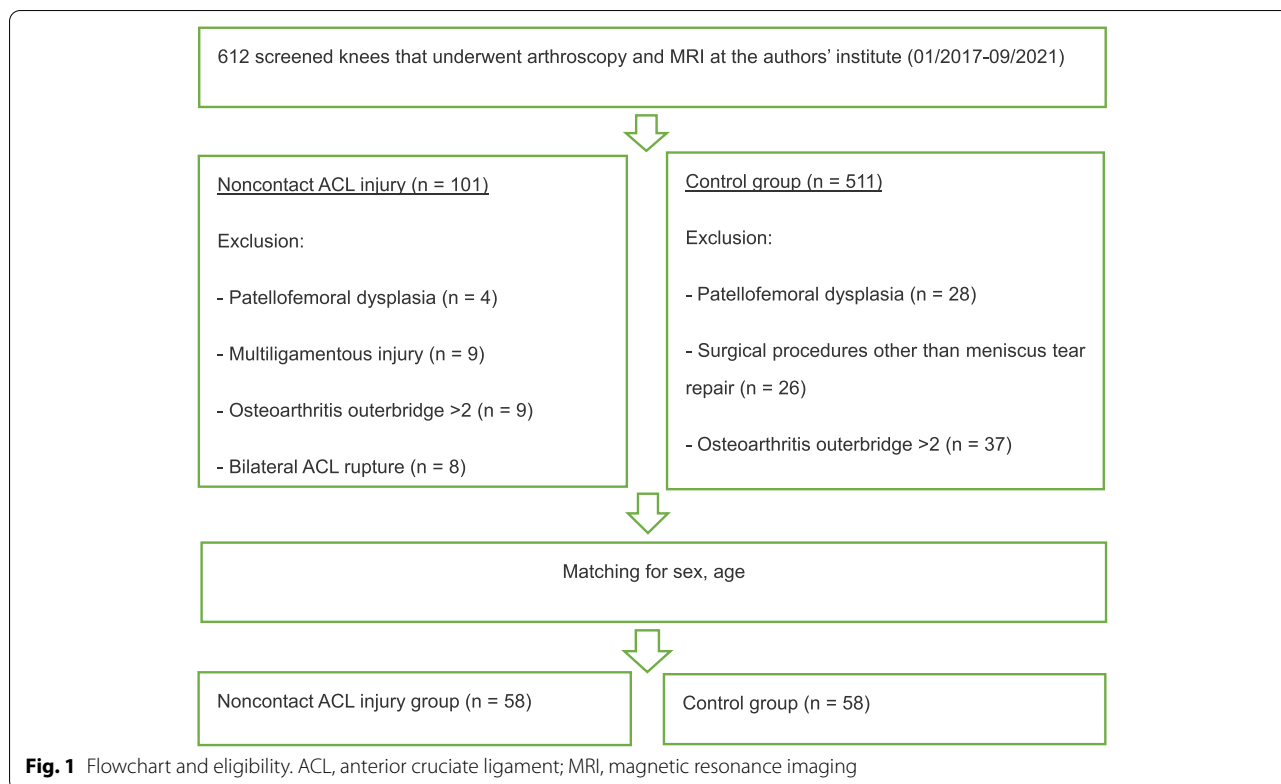 612 screened knees that underwent arthroscopy and MRI at the authors’ institute (01/2017-09/2021)
Noncontact ACL injury (n = 101)
Exclusion:
- Patellofemoral dysplasia (n = 4)
- Multiligamentous injury (n = 9)
- Osteoarthritis outerbridge >2 (n = 9)
- Bilateral ACL rupture (n = 8)
Control group (n = 511)
Exclusion:
- Patellofemoral dysplasia (n = 28)
- Surgical procedures other than meniscus tear
repair (n = 26)
- Osteoarthritis outerbridge >2 (n = 37)
Matching for sex, age
Noncontact ACL injury group (n = 58)
Control group (n = 58)
Fig. 1 Flowchart and eligibility. ACL, anterior cruciate ligament; MRI, magnetic resonance imaging